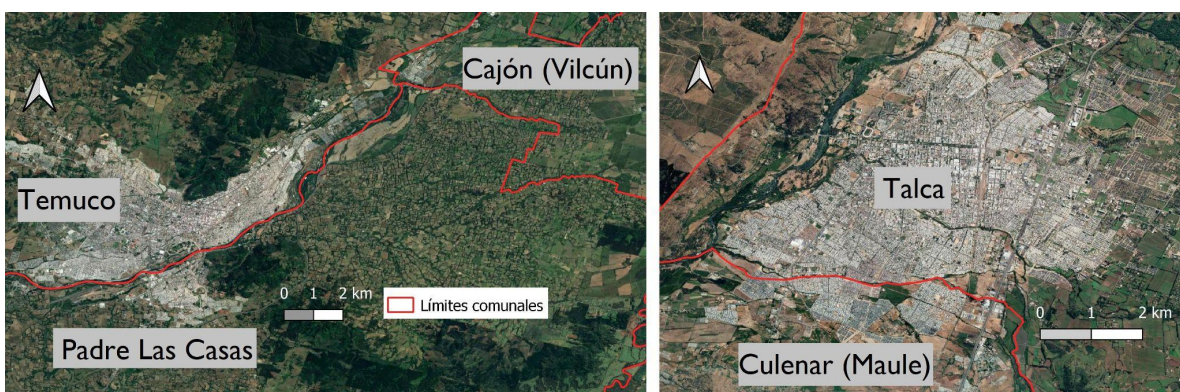 Cajón (Vilcún)
Temuco
0 1 2 km
Límites comunales
Padre Las Casas
Talca
0 1 2 km
Culenar (Maule)